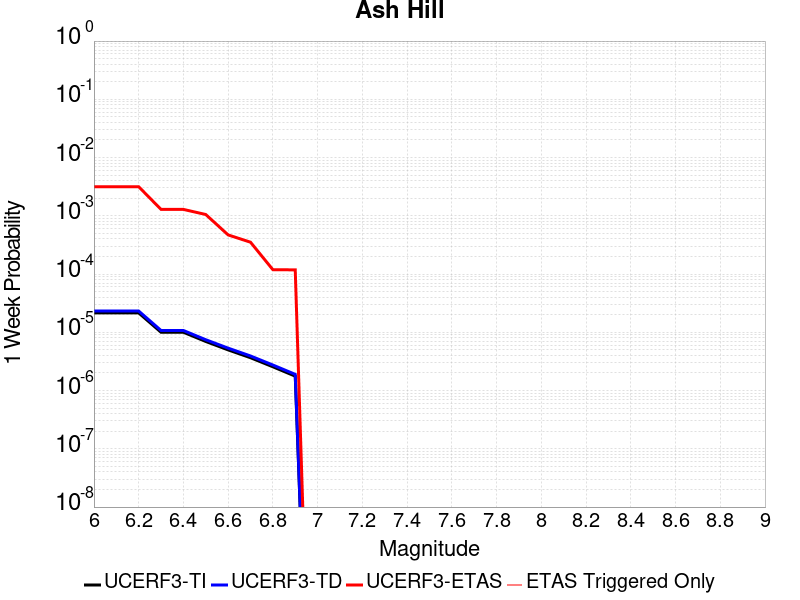 Ash Hill
1 Week Probability
10^0
10^-1
10^-2
10^-3
10^-4
10^-5
10^-6
10^-7
10^-8
6 6.2 6.4 6.6 6.8 7 7.2 7.4 7.6 7.8 8 8.2 8.4 8.6 8.8 9
Magnitude
UCERF3-TI UCERF3-TD UCERF3-ETAS ETAS Triggered Only